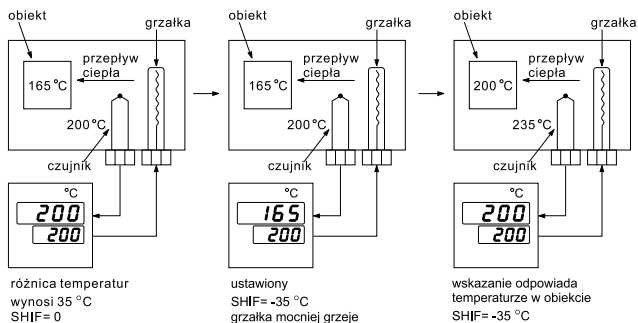 obiekt
grzałka
165 °C
przepływ
ciepła
200 °C
czujnik
°C
200
200
różnica temperatur
wynosi 35 °C
SHIF= 0
obiekt
grzałka
165 °C
przepływ
ciepła
200 °C
czujnik
°C
165
200
ustawiony
SHIF= -35 °C
grzałka mocniej grzeje
obiekt
grzałka
200 °C
przepływ
ciepła
235 °C
czujnik
°C
200
200
wskazanie odpowiada
temperaturze w obiekcie
SHIF= -35 °C